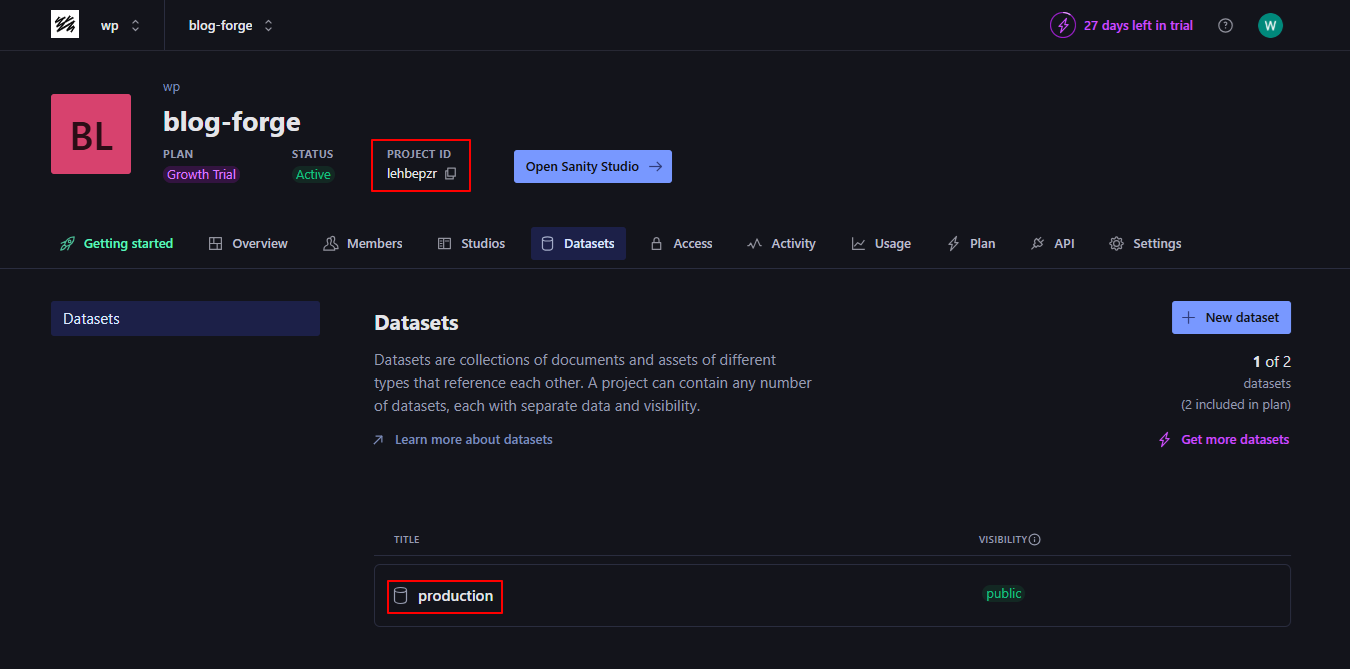 wp
blog-forge
27 days left in trial
?
W
BL
wp
blog-forge
PLAN
Growth Trial
STATUS
Active
PROJECT ID
lehbepzr
Open Sanity Studio
Getting started
Overview
Members
Studios
Datasets
Access
Activity
Usage
Plan
API
Settings
Datasets
Datasets
Datasets are collections of documents and assets of different
types that reference each other. A project can contain any number
of datasets, each with separate data and visibility.
Learn more about datasets
New dataset
1 of 2
datasets
(2 included in plan)
Get more datasets
TITLE
VISIBILITY
production
public